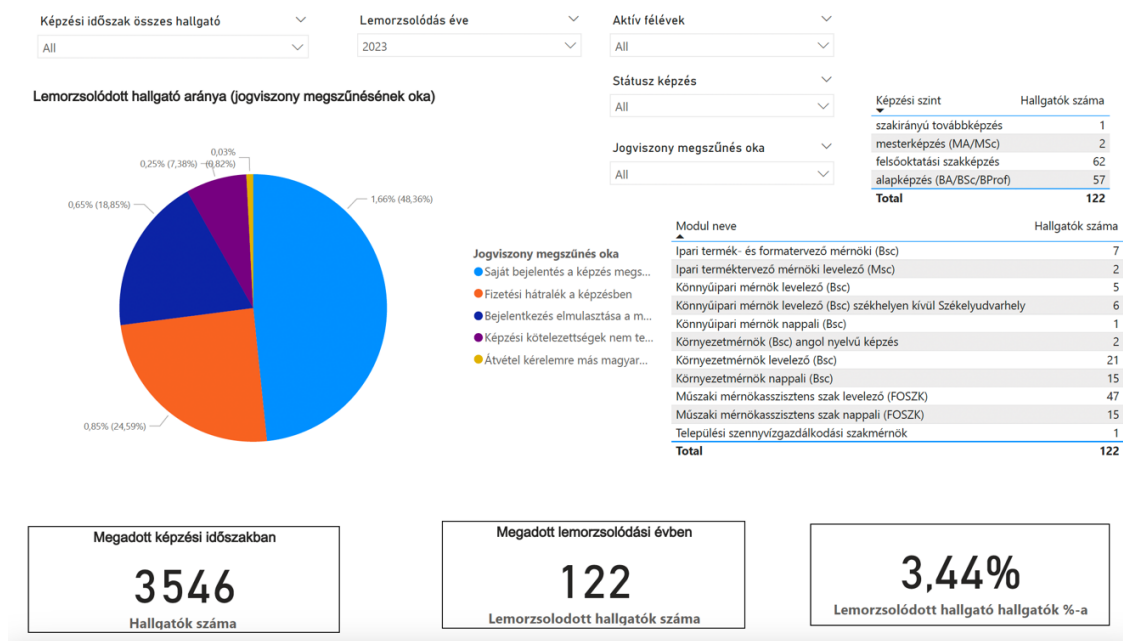 Képzési időszak összes hallgató
All
Lemorzsolódás éve
2023
Aktív félévek
All
Státusz képzés
All
Jogviszony megszűnés oka
All
Lemorzsolódott hallgató aránya (jogviszony megszűnésének oka)
0,03%
(0,82%)
0,25% (7,38%)
0,65% (18,85%)
1,66% (48,36%)
0,85% (24,59%)
Jogviszony megszűnés oka
Saját bejelentés a képzés megs...
Fizetési hátralék a képzésben
Bejelentkezés elmulasztása a m...
Képzési kötelezettségek nem te...
Átvétel kérelemre más magyar...
Képzési szint Hallgatók száma
szakirányú továbbképzés 1
mesterképzés (MA/MSc) 2
felsőoktatási szakképzés 62
alapképzés (BA/BSc/BProf) 57
Total 122
Modul neve Hallgatók száma
Ipari termék- és formatervező mérnöki (Bsc) 7
Ipari terméktervező mérnöki levelező (Msc) 2
Könnyűipari mérnök levelező (Bsc) 5
Könnyűipari mérnök levelező (Bsc) székhelyen kívül Székelyudvarhely 6
Könnyűipari mérnök nappali (Bsc) 1
Környezetmérnök (Bsc) angol nyelvű képzés 2
Környezetmérnök levelező (Bsc) 21
Környezetmérnök nappali (Bsc) 15
Műszaki mérnökasszisztens szak levelező (FOSZK) 47
Műszaki mérnökasszisztens szak nappali (FOSZK) 15
Települési szennyvízgazdálkodási szakmérnök 1
Total 122
Megadott képzési időszakban
3546
Hallgatók száma
Megadott lemorzsolódási évben
122
Lemorzsolodott hallgatók száma
3,44%
Lemorzsolódott hallgató hallgatók %-a